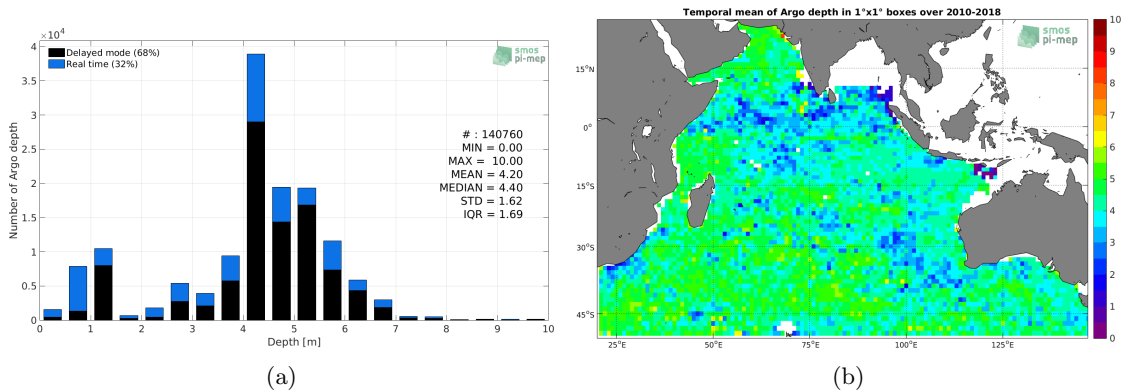 ×10⁴
Delayed mode (68%)
Real time (32%)
smos
pi-mep
4
3.5
3
2.5
2
1.5
1
0.5
0
Number of Argo depth
# : 140760
MIN = 0.00
MAX = 10.00
MEAN = 4.20
MEDIAN = 4.40
STD = 1.62
IQR = 1.69
0 1 2 3 4 5 6 7 8 9 10
Depth [m]
(a)
Temporal mean of Argo depth in 1°x1° boxes over 2010-2018
smos
pi-mep
15°N
0°
15°S
30°S
45°S
25°E 50°E 75°E 100°E 125°E
10
9
8
7
6
5
4
3
2
1
0
(b)